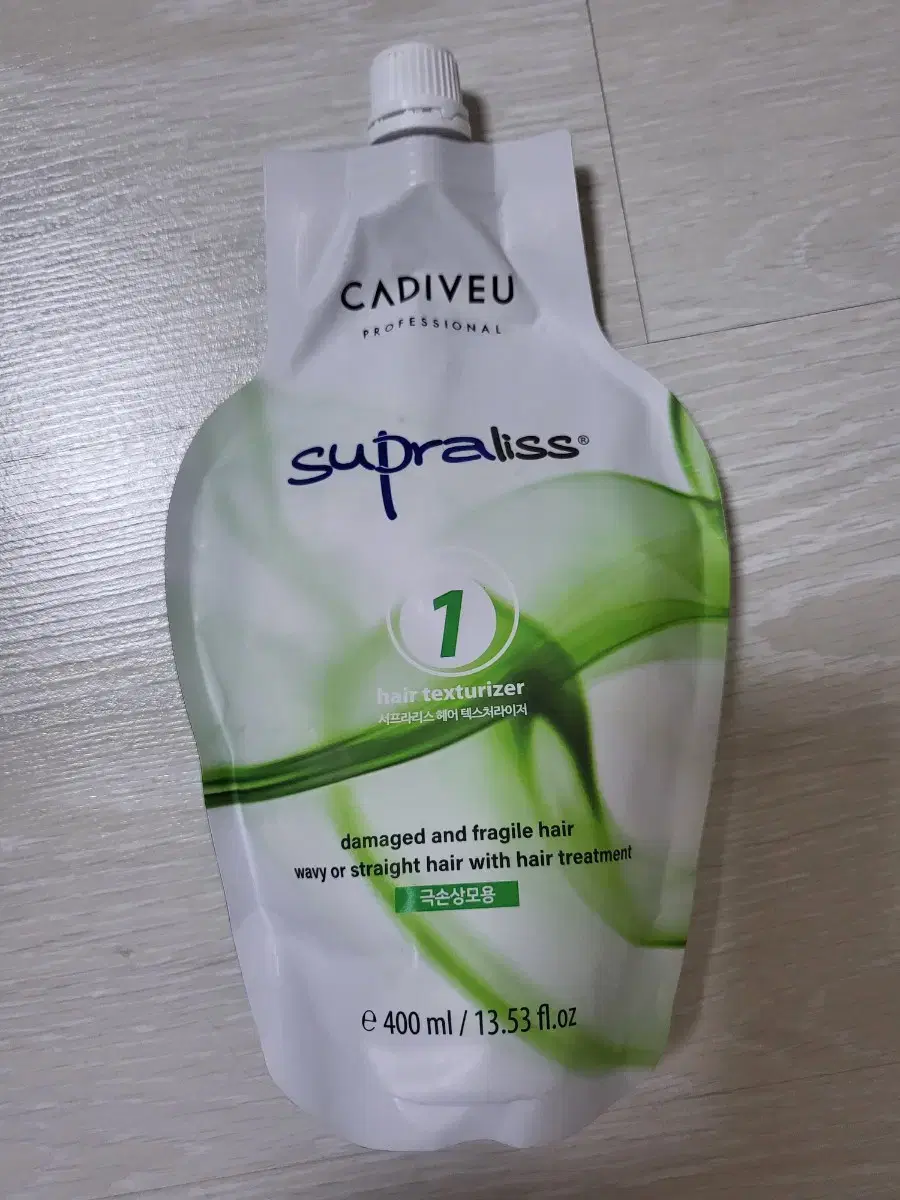 CADIVEU
PROFESSIONAL
supraliss®
1
hair texturizer
서프라리스 헤어 텍스처라이저
damaged and fragile hair
wavy or straight hair with hair treatment
극손상모용
℮ 400 ml / 13.53 fl.oz